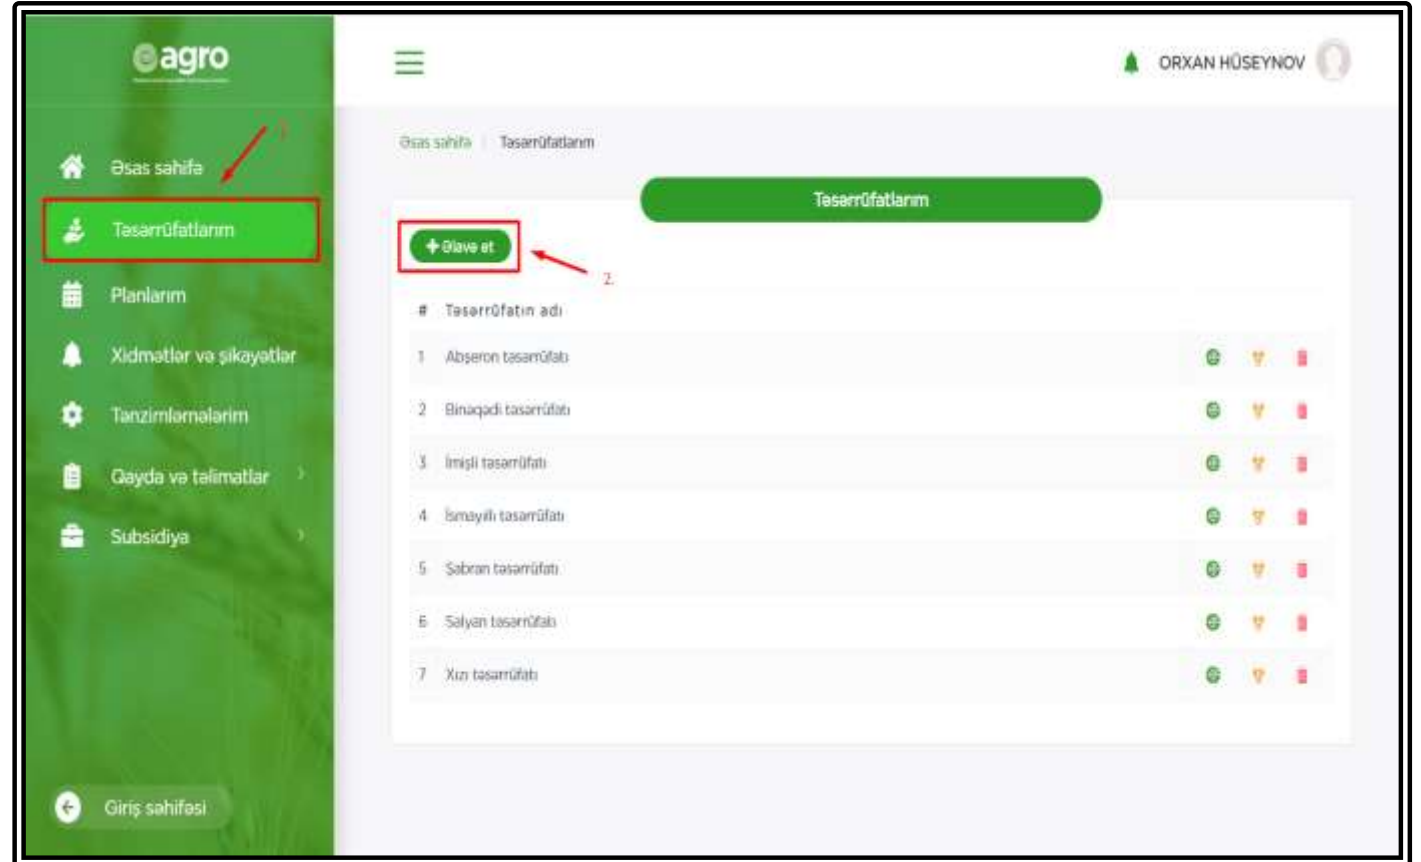 eagro
ORXAN HÜSEYNOV
Əsas səhifə Təsərrüfatlarım
1.
Əsas səhifə
Təsərrüfatlarım
Təsərrüfatlarım
+ Əlavə et
2.
Planlarım
# Təsərrüfatın adı
Xidmətlər və şikayətlər
1 Abşeron təsərrüfatı
Tənzimləmələrim
2 Binəqədi təsərrüfatı
3 İmişli təsərrüfatı
Qayda və təlimatlar
4 İsmayıllı təsərrüfatı
Subsidiya
5 Şabran təsərrüfatı
6 Salyan təsərrüfatı
7 Xızı təsərrüfatı
Giriş səhifəsi